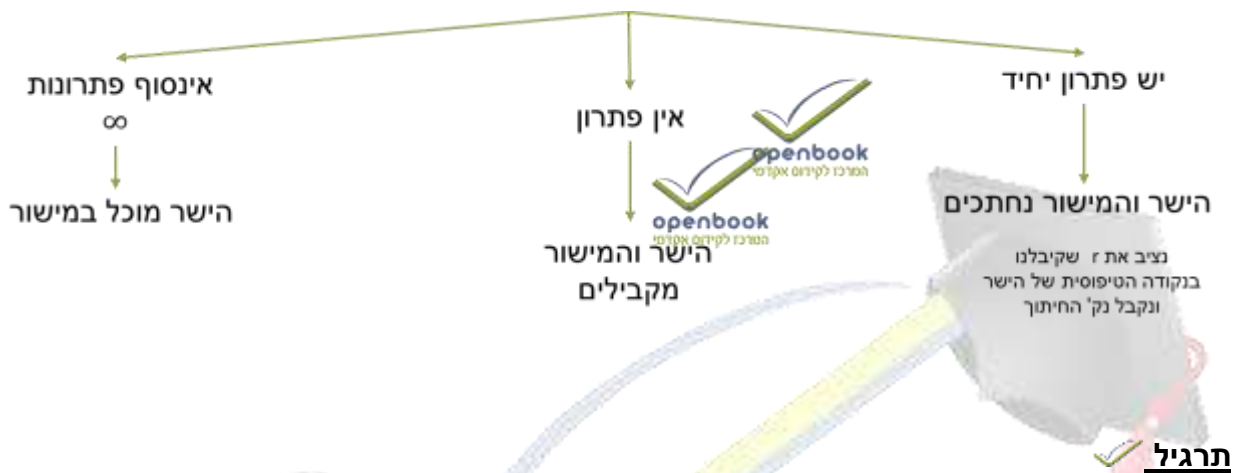 יש פתרון יחיד
הישר והמישור נחתכים
נציב את r שקיבלנו
בנקודה הטיפוסית של הישר
ונקבל נק' החיתוך
אין פתרון
הישר והמישור
מקבילים
אינסוף פתרונות
∞
הישר מוכל במישור
openbook
המרכז לקידום אקדמי
openbook
המרכז לקידום אקדמי
תרגיל